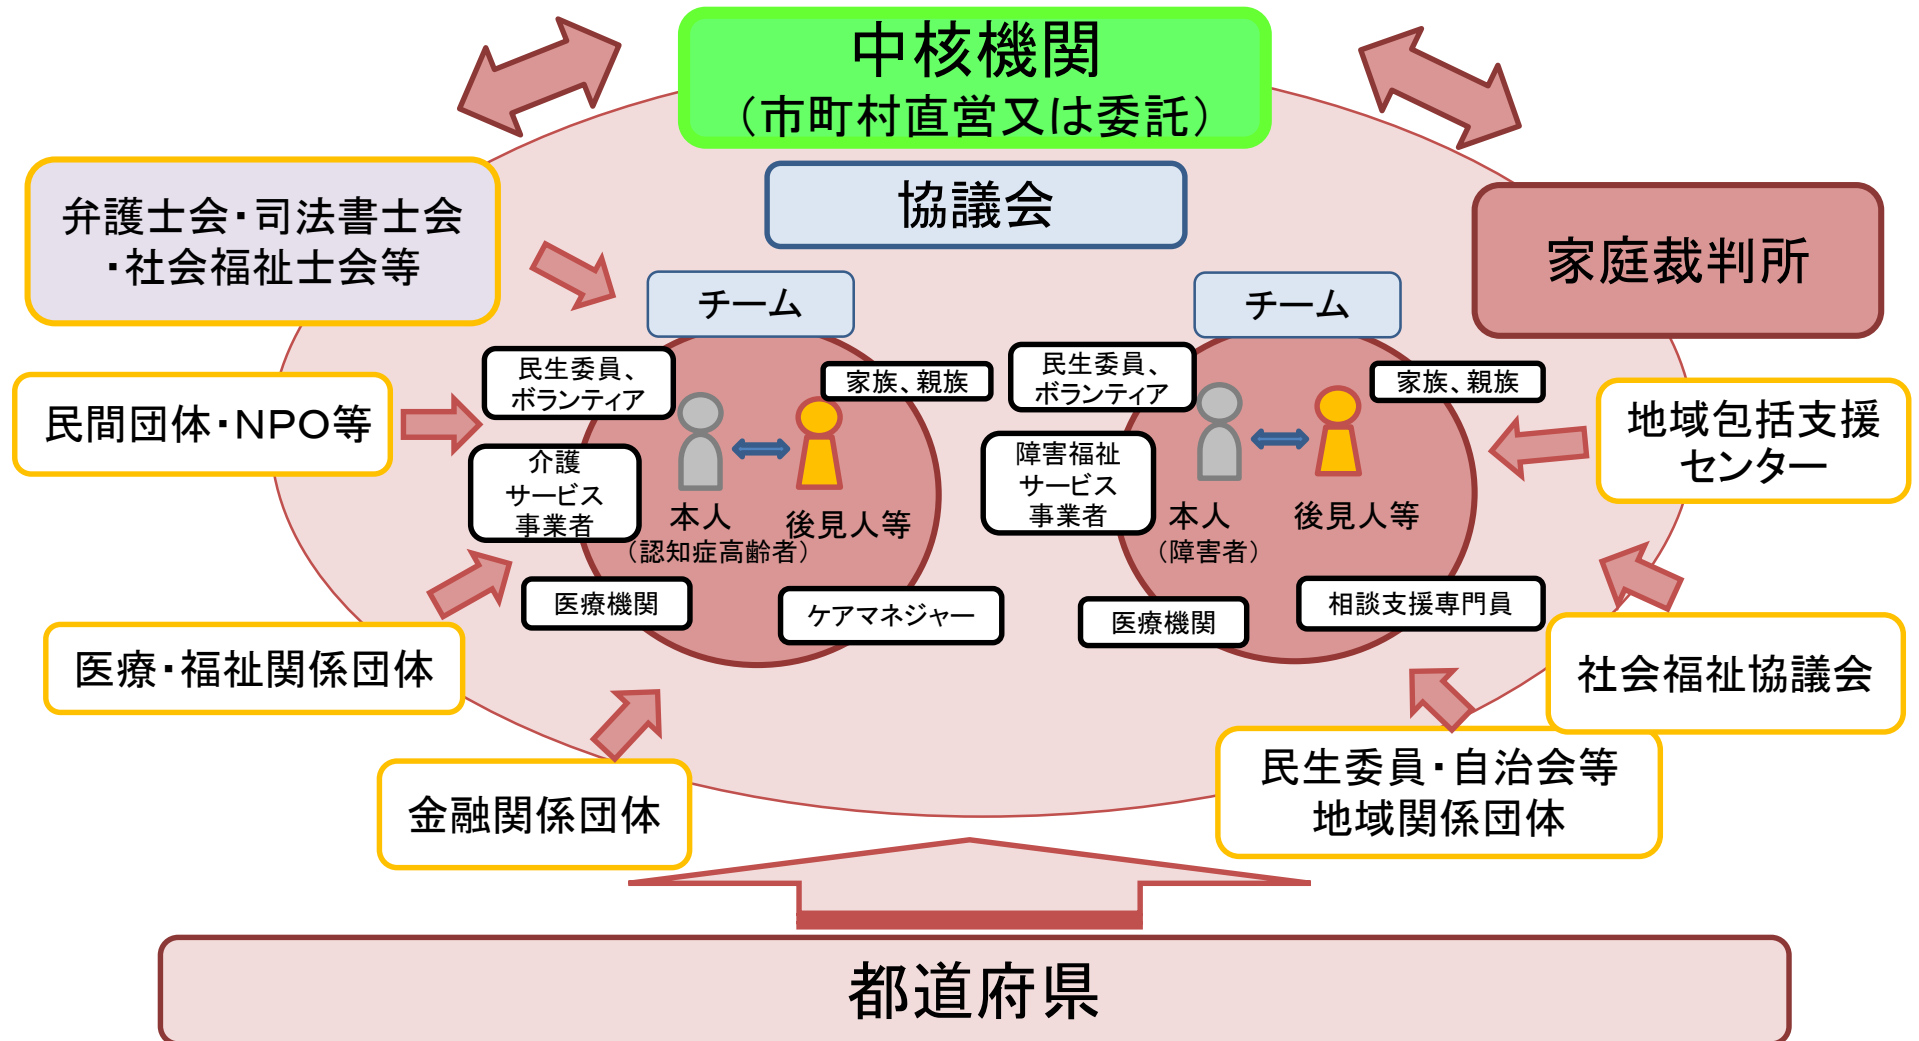 中核機関
（市町村直営又は委託）
協議会
弁護士会・司法書士会
・社会福祉士会等
家庭裁判所
チーム
民生委員、
ボランティア
家族、親族
介護
サービス
事業者
本人
（認知症高齢者）
後見人等
医療機関
ケアマネジャー
チーム
民生委員、
ボランティア
家族、親族
障害福祉
サービス
事業者
本人
（障害者）
後見人等
医療機関
相談支援専門員
民間団体・NPO等
地域包括支援
センター
医療・福祉関係団体
社会福祉協議会
金融関係団体
民生委員・自治会等
地域関係団体
都道府県